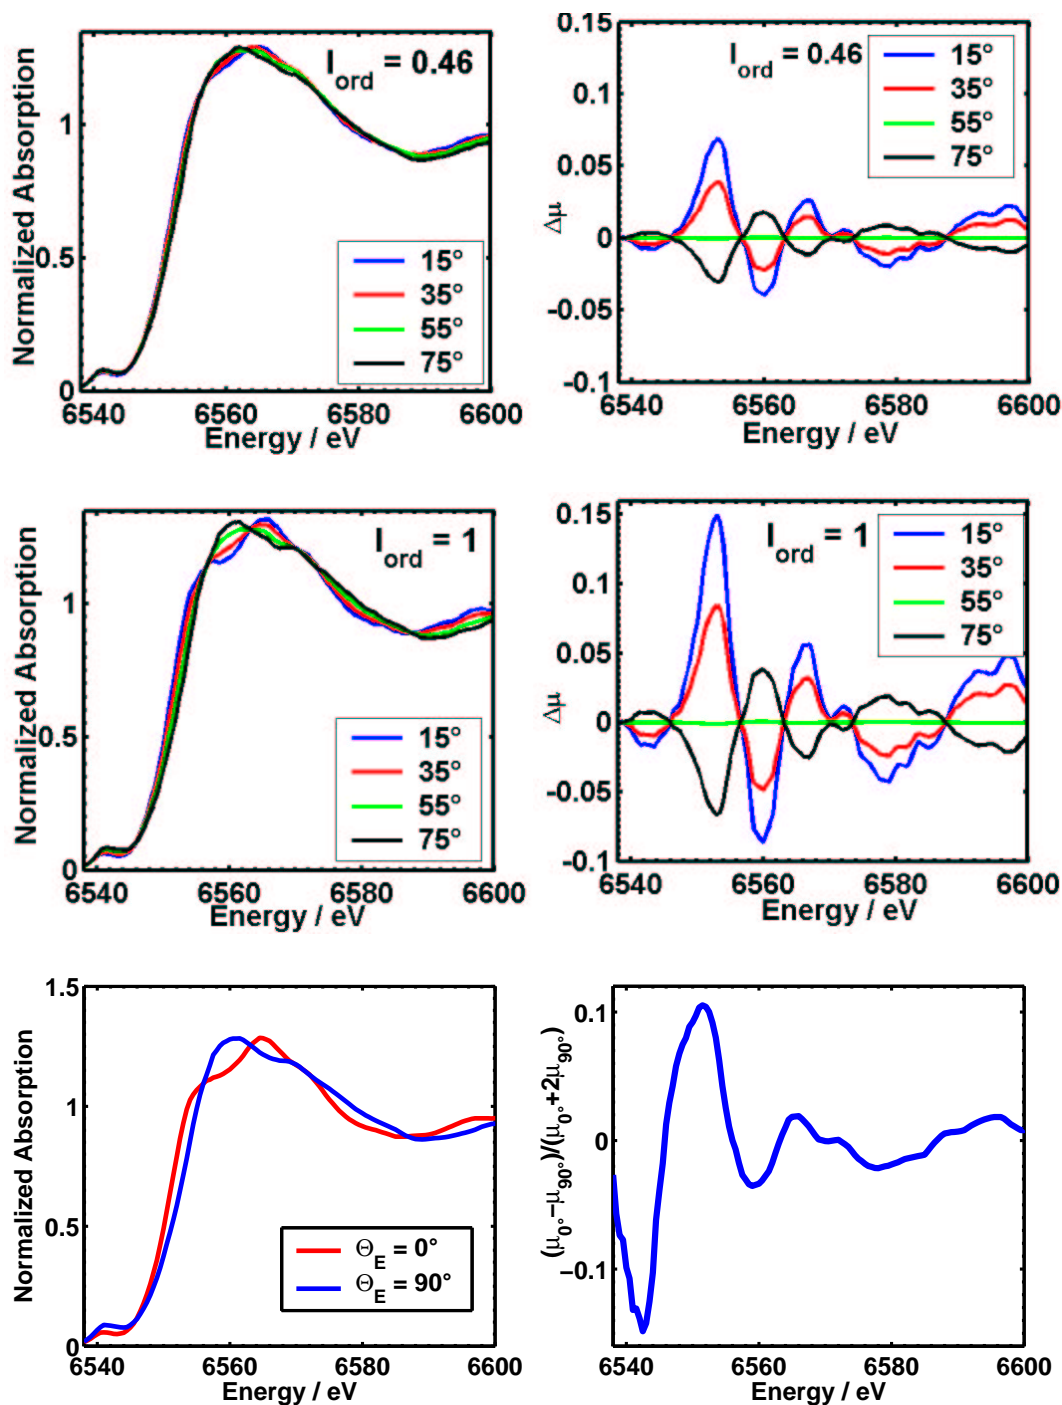 Normalized Absorption
1
0.5
0
I_ord = 0.46
15°
35°
55°
75°
6540 6560 6580 6600
Energy / eV
Δμ
0.15
0.1
0.05
0
-0.05
-0.1
I_ord = 0.46
15°
35°
55°
75°
6540 6560 6580 6600
Energy / eV
Normalized Absorption
1
0.5
0
I_ord = 1
15°
35°
55°
75°
6540 6560 6580 6600
Energy / eV
Δμ
0.15
0.1
0.05
0
-0.05
-0.1
I_ord = 1
15°
35°
55°
75°
6540 6560 6580 6600
Energy / eV
Normalized Absorption
1.5
1
0.5
0
Θ_E = 0°
Θ_E = 90°
6540 6560 6580 6600
Energy / eV
(μ_0°−μ_90°)/(μ_0°+2μ_90°)
0.1
0
−0.1
6540 6560 6580 6600
Energy / eV